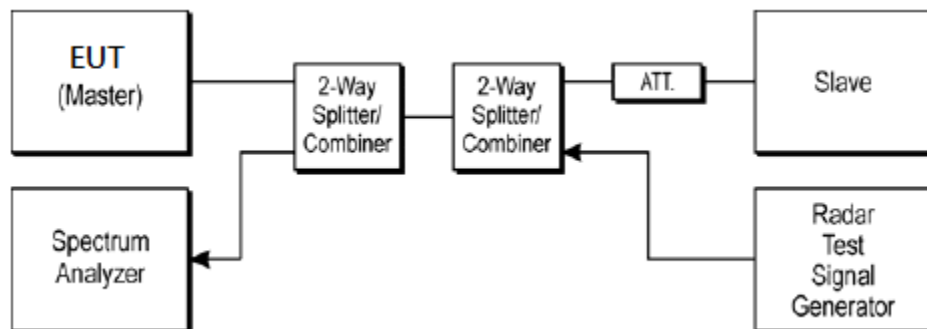 EUT
(Master)
2-Way
Splitter/
Combiner
2-Way
Splitter/
Combiner
ATT.
Slave
Spectrum
Analyzer
Radar
Test
Signal
Generator